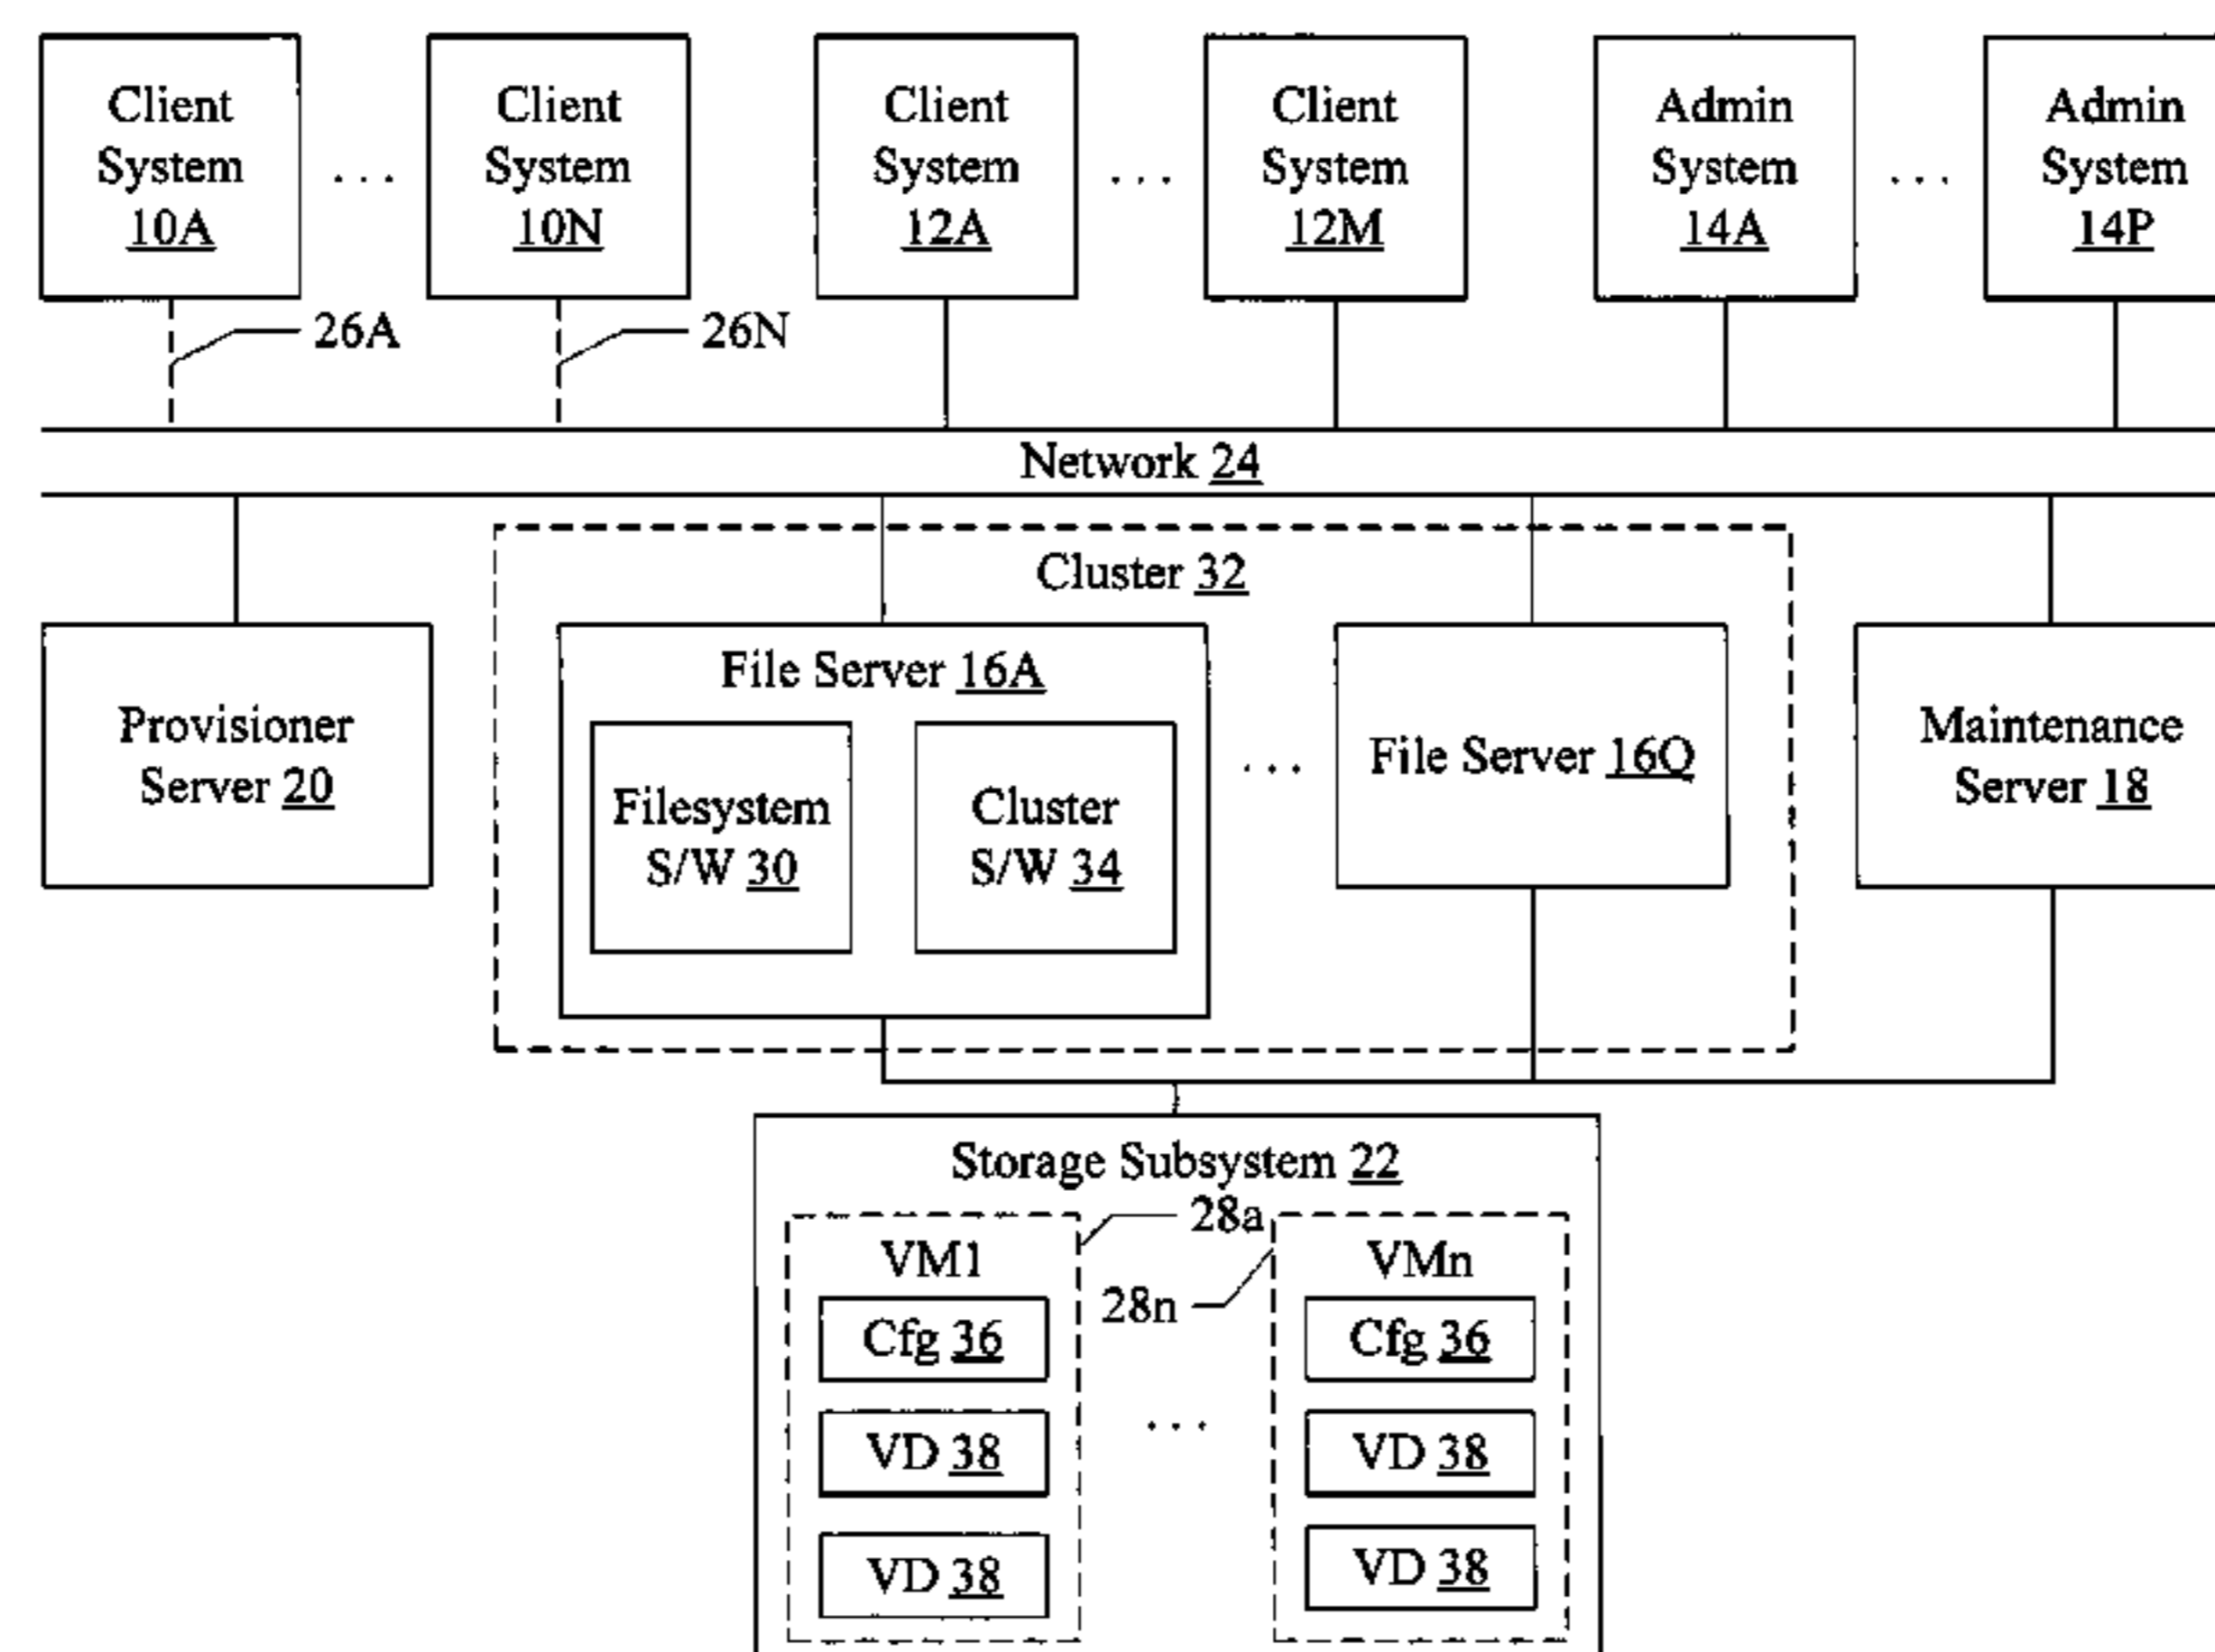 Client
System
10A
. . .
Client
System
10N
Client
System
12A
. . .
Client
System
12M
Admin
System
14A
. . .
Admin
System
14P
26A
26N
Network 24
Cluster 32
Provisioner
Server 20
File Server 16A
Filesystem
S/W 30
Cluster
S/W 34
. . .
File Server 16Q
Maintenance
Server 18
Storage Subsystem 22
28a
28n
VM1
Cfg 36
VD 38
VD 38
. . .
VMn
Cfg 36
VD 38
VD 38